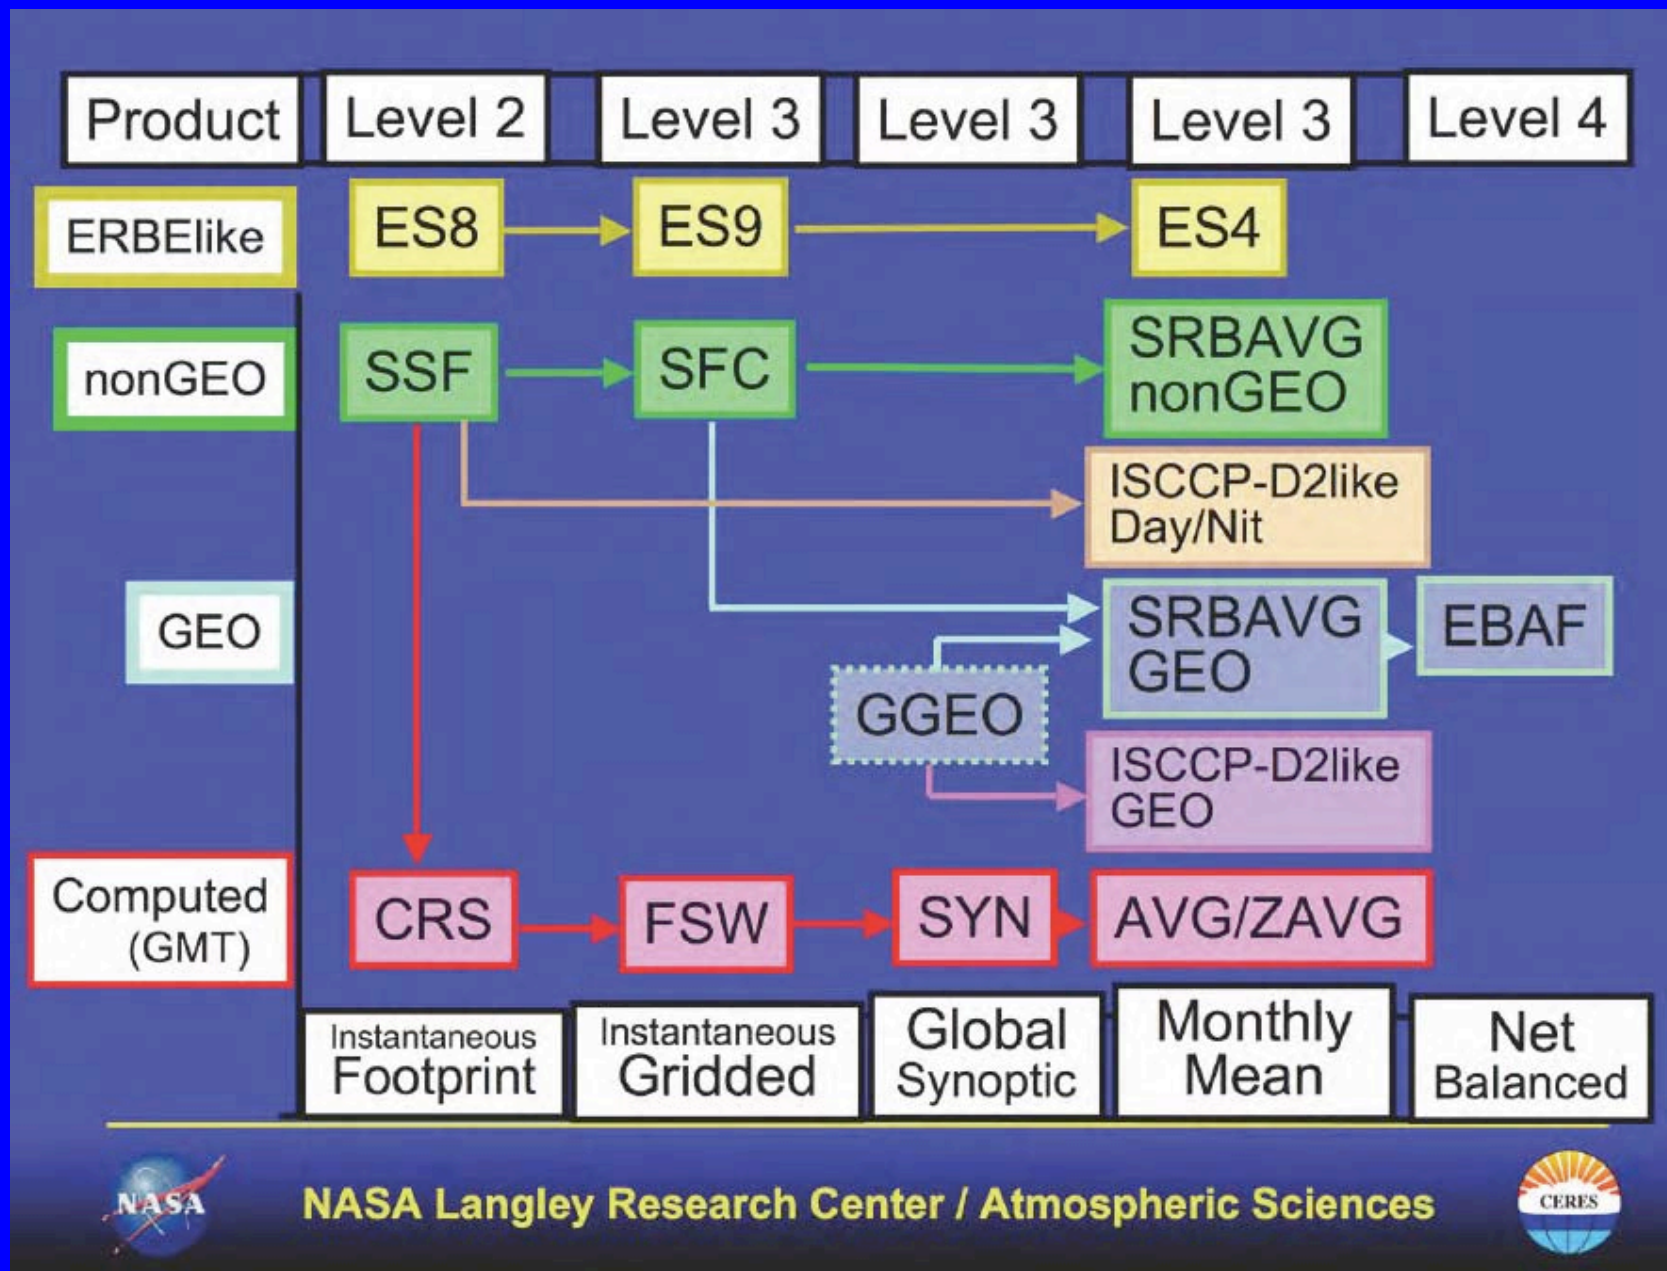 Product
Level 2
Level 3
Level 3
Level 3
Level 4
ERBElike
ES8
ES9
ES4
nonGEO
SSF
SFC
SRBAVG
nonGEO
ISCCP-D2like
Day/Nit
GEO
SRBAVG
GEO
EBAF
GGEO
ISCCP-D2like
GEO
Computed
(GMT)
CRS
FSW
SYN
AVG/ZAVG
Instantaneous
Footprint
Instantaneous
Gridded
Global
Synoptic
Monthly
Mean
Net
Balanced
NASA
NASA Langley Research Center / Atmospheric Sciences
CERES